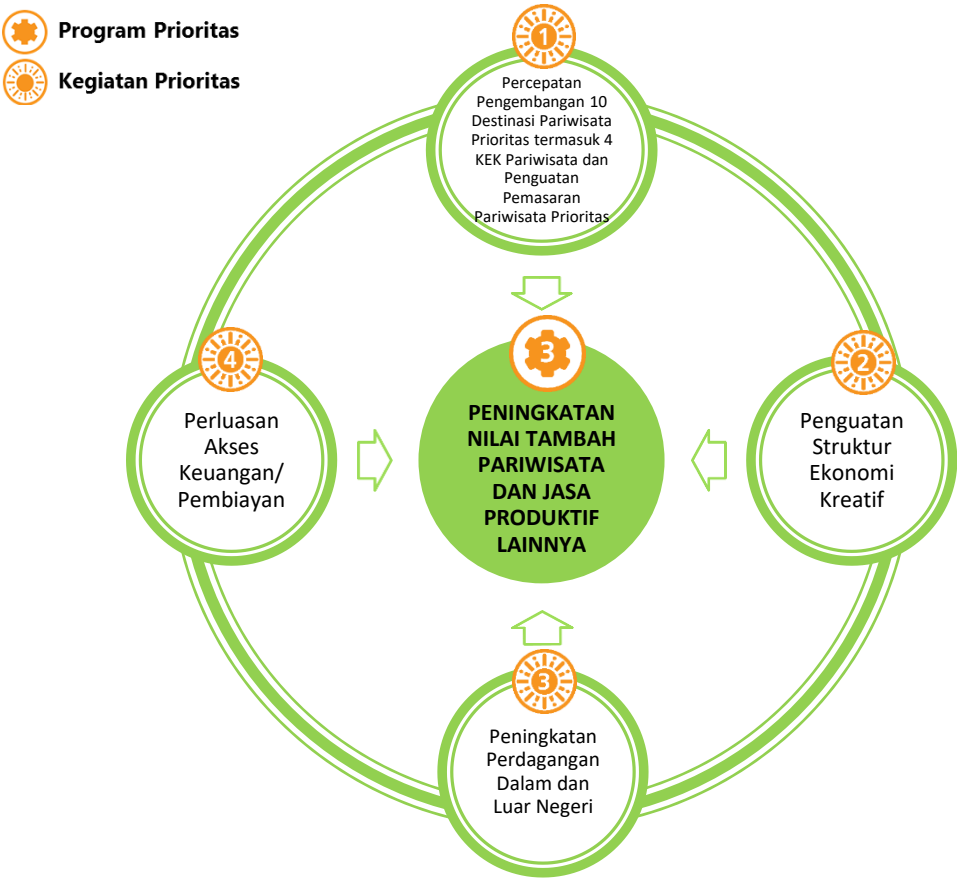 Program Prioritas
Kegiatan Prioritas
1
Percepatan
Pengembangan 10
Destinasi Pariwisata
Prioritas termasuk 4
KEK Pariwisata dan
Penguatan
Pemasaran
Pariwisata Prioritas
4
Perluasan
Akses
Keuangan/
Pembiayan
3
PENINGKATAN
NILAI TAMBAH
PARIWISATA
DAN JASA
PRODUKTIF
LAINNYA
2
Penguatan
Struktur
Ekonomi
Kreatif
3
Peningkatan
Perdagangan
Dalam dan
Luar Negeri